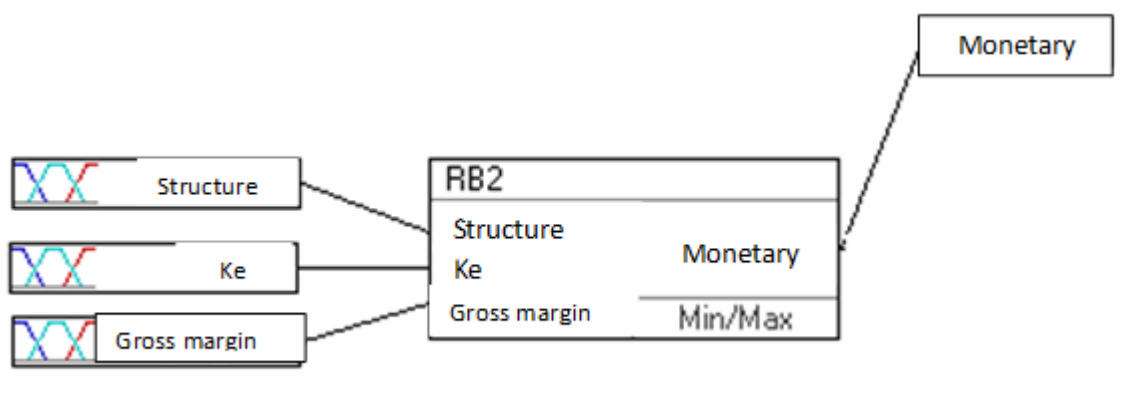 Monetary
Structure
Ke
Gross margin
RB2
Structure
Ke
Gross margin
Monetary
Min/Max